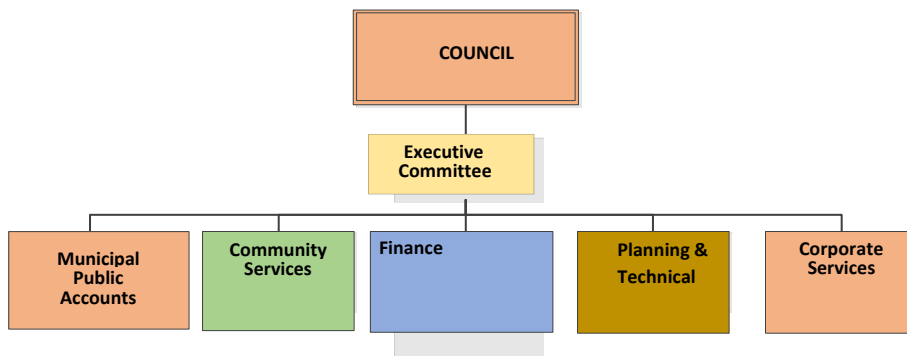 COUNCIL
Executive
Committee
Municipal
Public
Accounts
Community
Services
Finance
Planning &
Technical
Corporate
Services